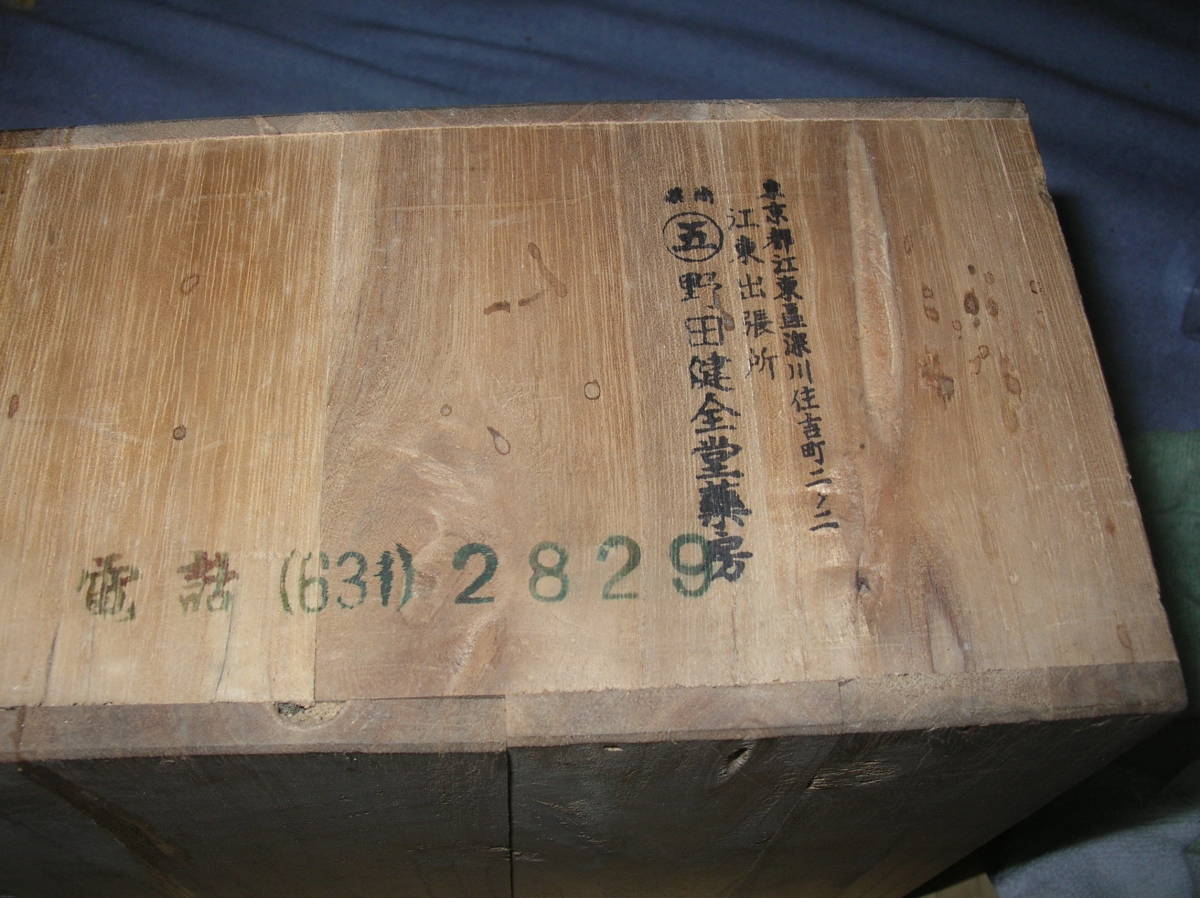 東京都江東區深川住吉町二ノ二
江東出張所
㊄野田健全堂薬房
電話(631)2829